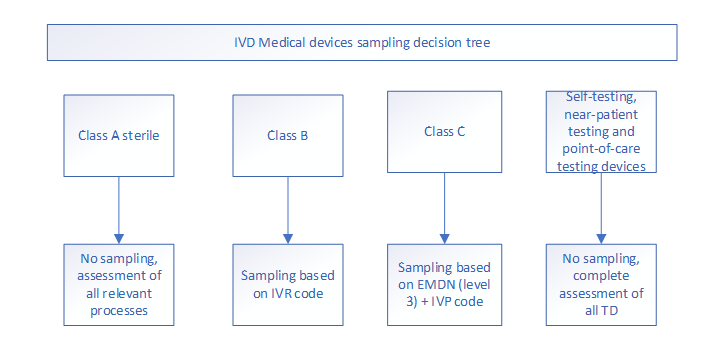 IVD Medical devices sampling decision tree
Class A sterile
Class B
Class C
Self-testing,
near-patient
testing and
point-of-care
testing devices
No sampling,
assessment of
all relevant
processes
Sampling based
on IVR code
Sampling based
on EMDN (level
3) + IVP code
No sampling,
complete
assessment of
all TD